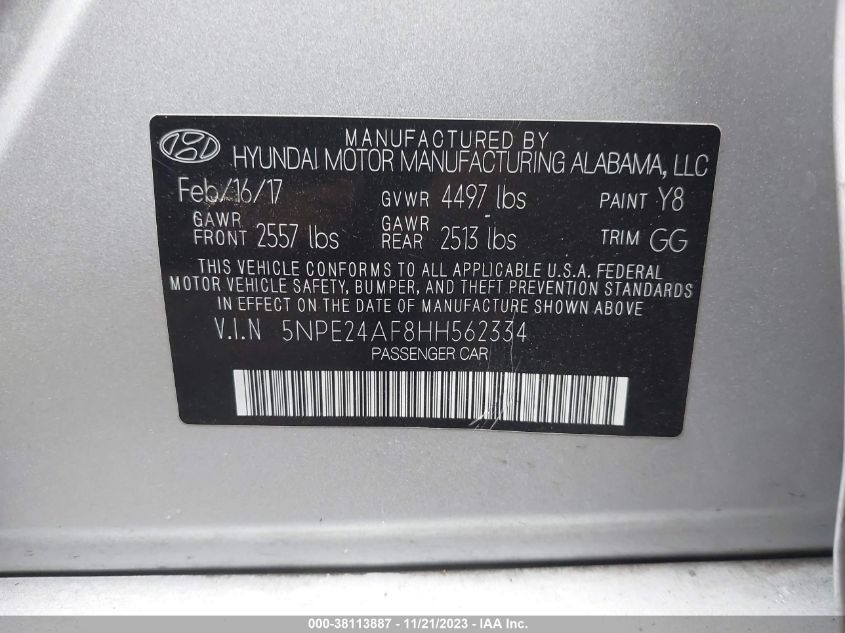 MANUFACTURED BY
HYUNDAI MOTOR MANUFACTURING ALABAMA, LLC
Feb/16/17 GVWR 4497 lbs PAINT Y8
GAWR FRONT 2557 lbs GAWR REAR 2513 lbs TRIM GG
THIS VEHICLE CONFORMS TO ALL APPLICABLE U.S.A. FEDERAL
MOTOR VEHICLE SAFETY, BUMPER, AND THEFT PREVENTION STANDARDS
IN EFFECT ON THE DATE OF MANUFACTURE SHOWN ABOVE.
V.I.N 5NPE24AF8HH562334
PASSENGER CAR
000-38113887 - 11/21/2023 - IAA Inc.